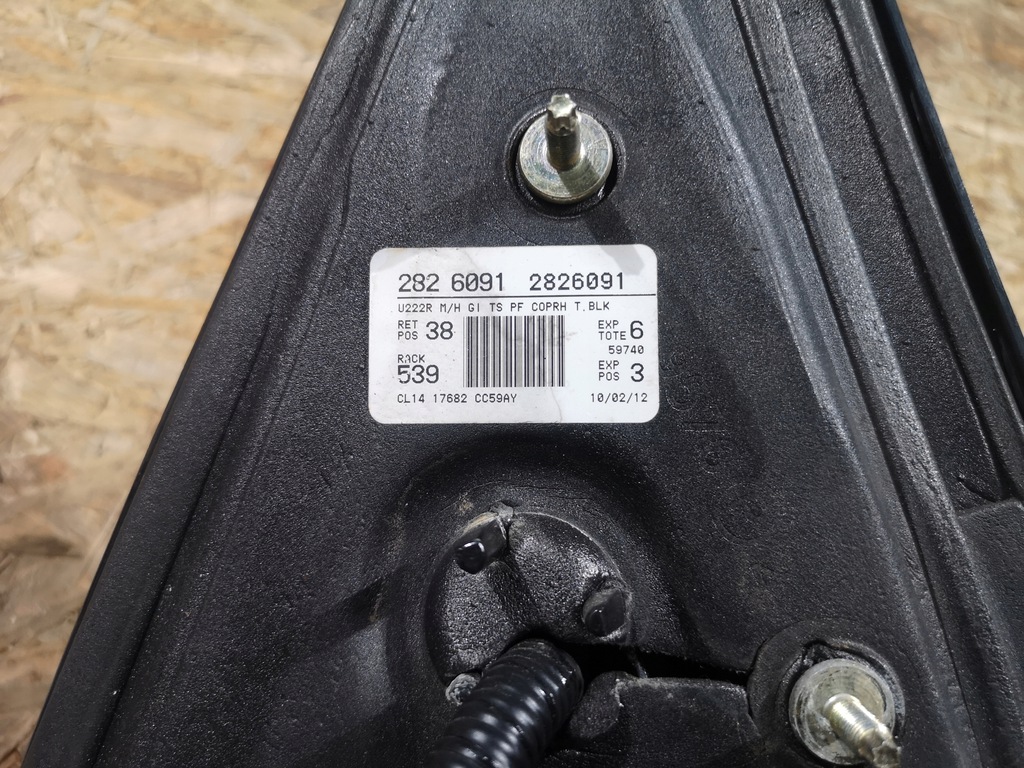 282 6091 2826091
U222R M/H GI TS PF COPRH T.BLK
RET POS 38
EXP TOTE 6
59740
RACK 539
EXP POS 3
CL14 17682 CC59AY 10/02/12